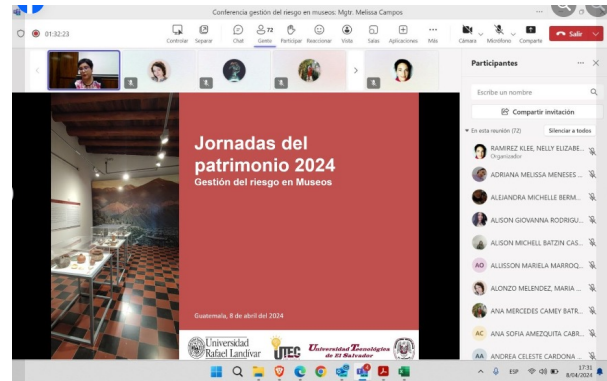 Conferencia gestión del riesgo en museos: Mgtr. Melissa Campos
01:32:23
Controlar
Separar
Chat
72
Gente
Participar
Reaccionar
Vista
Salas
Aplicaciones
Más
Cámara
Micrófono
Compartir
Salir
Participantes
Escribe un nombre
Compartir invitación
En esta reunión (72)
Silenciar a todos
RAMIREZ KLEE, NELLY ELIZABE...
Organizador
ADRIANA MELISSA MENESES ...
ALEJANDRA MICHELLE BERM...
ALISON GIOVANNA RODRIGU...
ALISON MICHELL BATZIN CAS...
AO ALLISSON MARIELA MARROQ...
ALONZO MELENDEZ, MARIA ...
ANA MERCEDES CAMEY BATR...
AC ANA SOFIA AMEZQUITA CABR...
AA ANDREA CELESTE CARDONA ...
Jornadas del
patrimonio 2024
Gestión del riesgo en Museos
Guatemala, 8 de abril del 2024
Universidad
Rafael Landívar
UTEC
Universidad Tecnológica
de El Salvador
ESP
17:31
8/04/2024